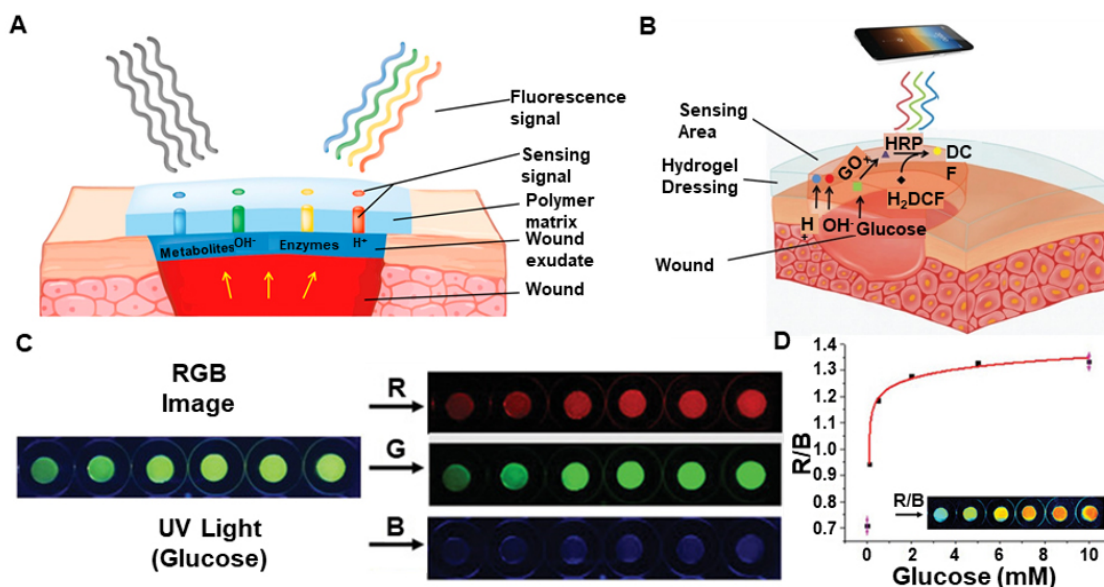 A
Fluorescence
signal
Sensing
signal
Polymer
matrix
Wound
exudate
Wound
Metabolites
OH-
Enzymes
H+
B
Sensing
Area
Hydrogel
Dressing
Wound
GOx
HRP
DC
F
H2DCF
H
+
OH-
Glucose
C
RGB
Image
UV Light
(Glucose)
R
G
B
D
1.4
1.3
1.2
1.1
1.0
0.9
0.8
0.7
R/B
R/B
0
2
4
6
8
10
Glucose (mM)